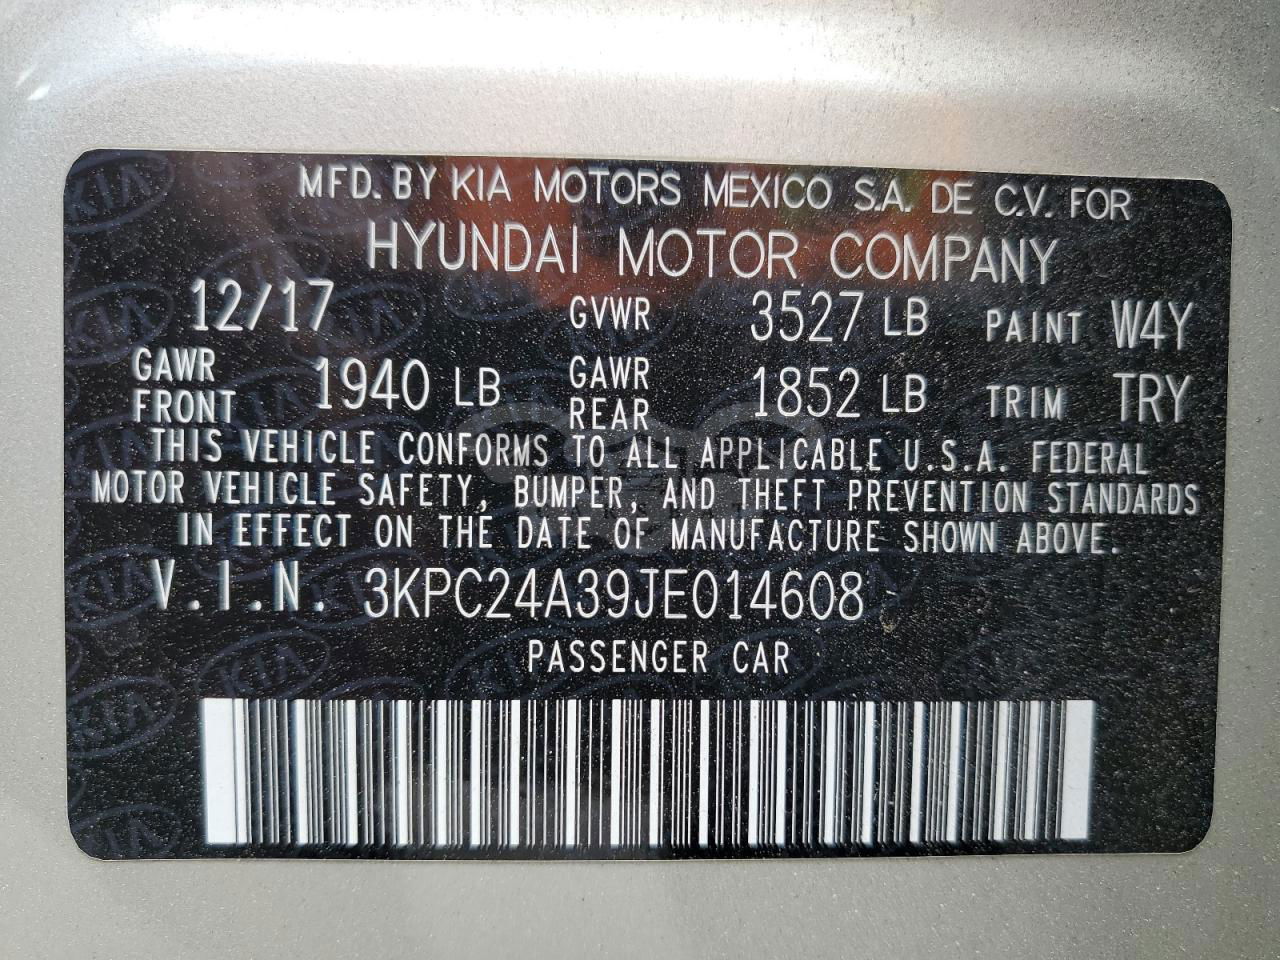 MFD. BY KIA MOTORS MEXICO S.A. DE C.V. FOR
HYUNDAI MOTOR COMPANY
12/17 GVWR 3527 LB PAINT W4Y
GAWR FRONT 1940 LB GAWR REAR 1852 LB TRIM TRY
THIS VEHICLE CONFORMS TO ALL APPLICABLE U.S.A. FEDERAL
MOTOR VEHICLE SAFETY, BUMPER, AND THEFT PREVENTION STANDARDS
IN EFFECT ON THE DATE OF MANUFACTURE SHOWN ABOVE.
V.I.N. 3KPC24A39JE014608
PASSENGER CAR